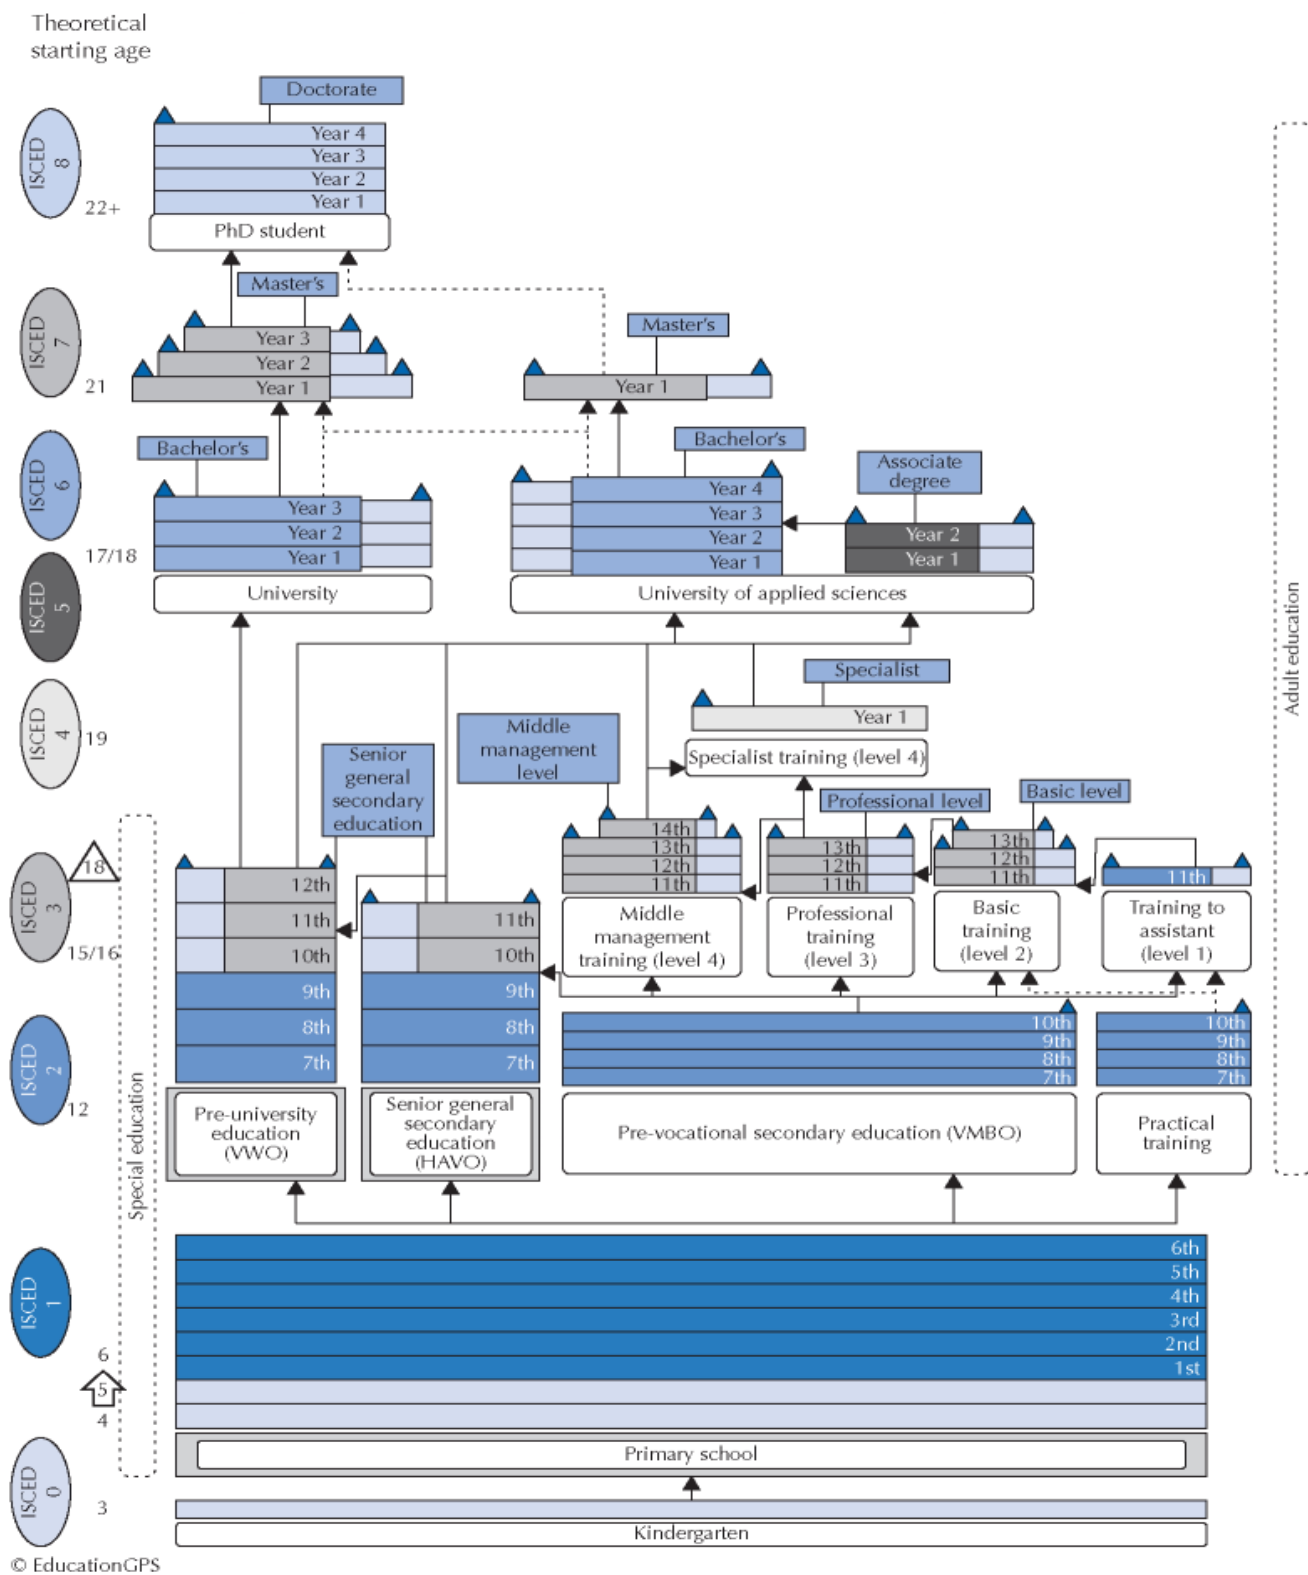 Theoretical
starting age
Doctorate
ISCED
8
Year 4
Year 3
Year 2
Year 1
22+
PhD student
Master's
ISCED
7
Year 3
Year 2
Year 1
21
Master's
Year 1
Bachelor's
ISCED
6
Year 3
Year 2
Year 1
17/18
University
Bachelor's
Year 4
Year 3
Year 2
Year 1
Associate
degree
Year 2
Year 1
University of applied sciences
ISCED
5
Adult education
ISCED
4
19
Specialist
Year 1
Specialist training (level 4)
Middle
management
level
Senior
general
secondary
education
Professional level
Basic level
ISCED
3
18
15/16
12th
11th
10th
9th
8th
7th
11th
10th
9th
8th
7th
14th
13th
12th
11th
Middle
management
training (level 4)
13th
12th
11th
Professional
training
(level 3)
13th
12th
11th
Basic
training
(level 2)
11th
Training to
assistant
(level 1)
ISCED
2
12
10th
9th
8th
7th
10th
9th
8th
7th
Special education
Pre-university
education
(VWO)
Senior general
secondary
education
(HAVO)
Pre-vocational secondary education (VMBO)
Practical
training
ISCED
1
6th
5th
4th
3rd
2nd
1st
6
5
4
Primary school
ISCED
0
3
Kindergarten
© EducationGPS